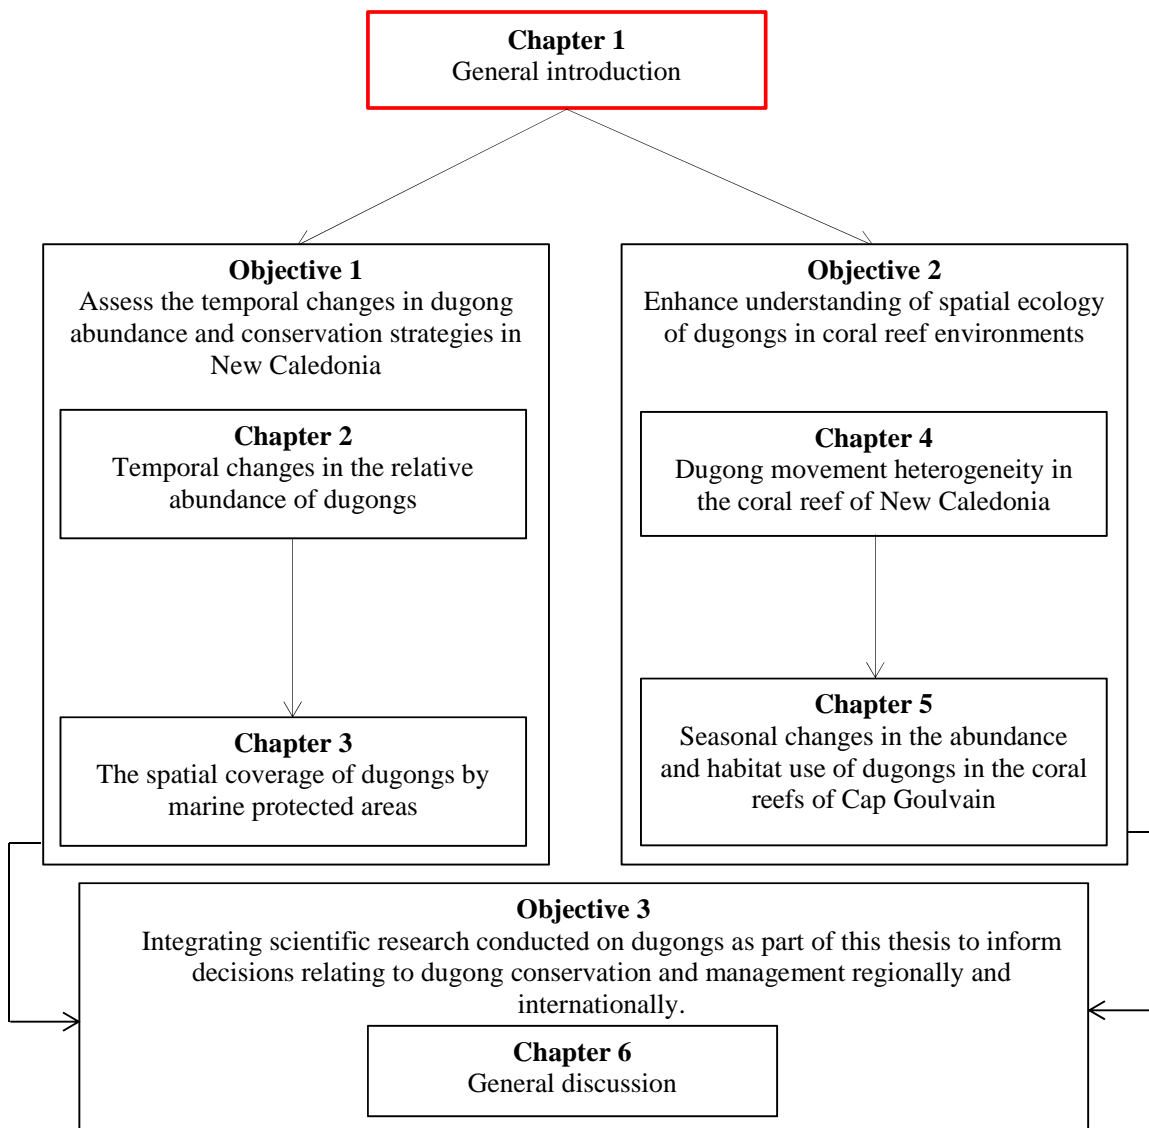 Chapter 1
General introduction
Objective 1
Assess the temporal changes in dugong
abundance and conservation strategies in
New Caledonia
Chapter 2
Temporal changes in the relative
abundance of dugongs
Chapter 3
The spatial coverage of dugongs by
marine protected areas
Objective 2
Enhance understanding of spatial ecology
of dugongs in coral reef environments
Chapter 4
Dugong movement heterogeneity in
the coral reef of New Caledonia
Chapter 5
Seasonal changes in the abundance
and habitat use of dugongs in the coral
reefs of Cap Goulvain
Objective 3
Integrating scientific research conducted on dugongs as part of this thesis to inform
decisions relating to dugong conservation and management regionally and
internationally.
Chapter 6
General discussion